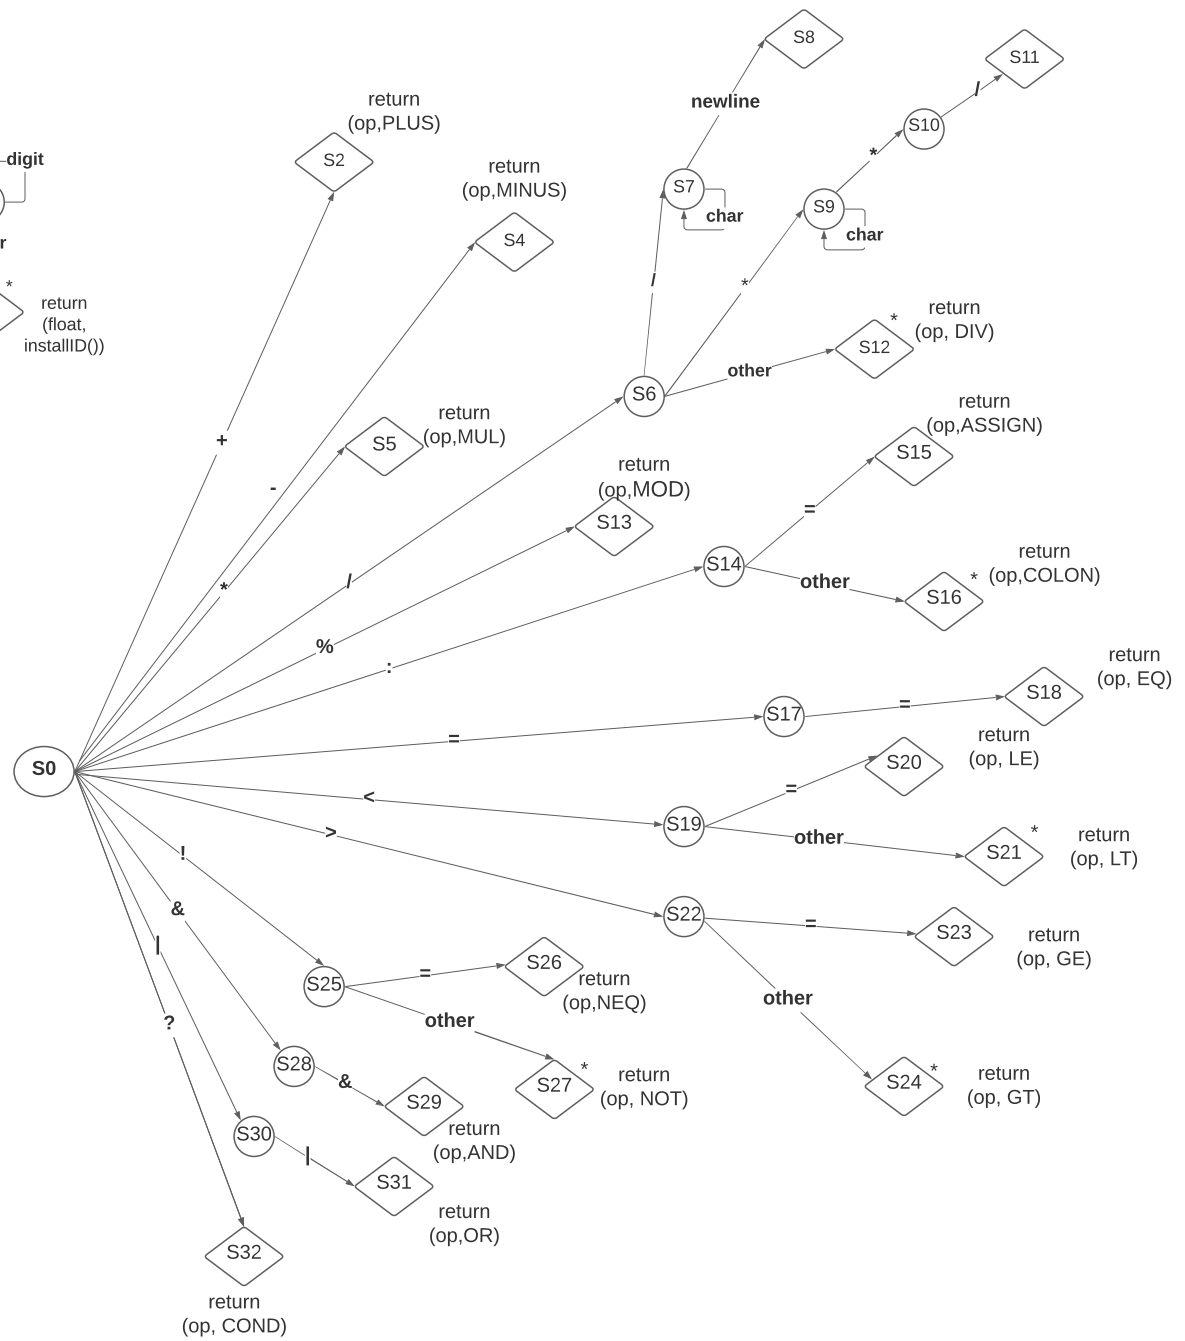 S8
S11
newline
return
(op,PLUS)
S10
/
*
digit
S2
return
(op,MINUS)
S7
char
S9
char
r
S4
*
return
(float,
installID())
/
*
*
return
(op, DIV)
S12
other
S6
return
(op,ASSIGN)
return
(op,MUL)
S5
+
S15
return
(op,MOD)
S13
-
=
S14
return
(op,COLON)
*
other
S16
*
/
%
:
return
(op, EQ)
S18
=
S17
=
return
(op, LE)
S20
S0
=
<
S19
other
*
S21
return
(op, LT)
>
!
&
S22
=
S23
return
(op, GE)
|
S25
=
S26
return
(op,NEQ)
other
other
?
S28
&
S27
*
return
(op, NOT)
S24
*
return
(op, GT)
S29
return
(op,AND)
S30
|
S31
return
(op,OR)
S32
return
(op, COND)